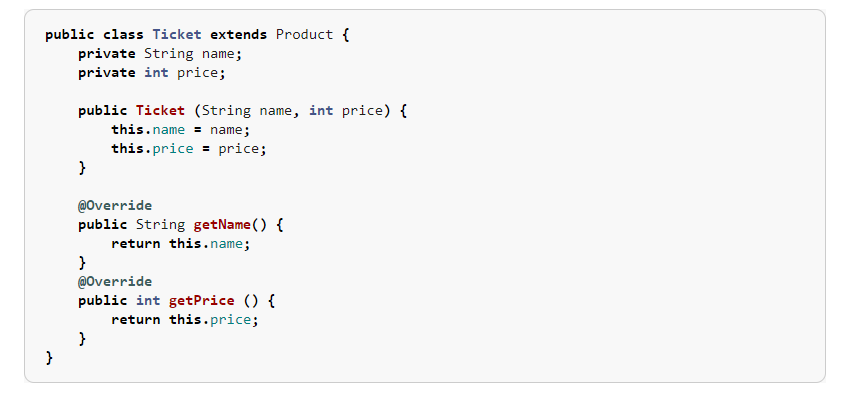 public class Ticket extends Product {
    private String name;
    private int price;

    public Ticket (String name, int price) {
        this.name = name;
        this.price = price;
    }

    @Override
    public String getName() {
        return this.name;
    }
    @Override
    public int getPrice () {
        return this.price;
    }
}